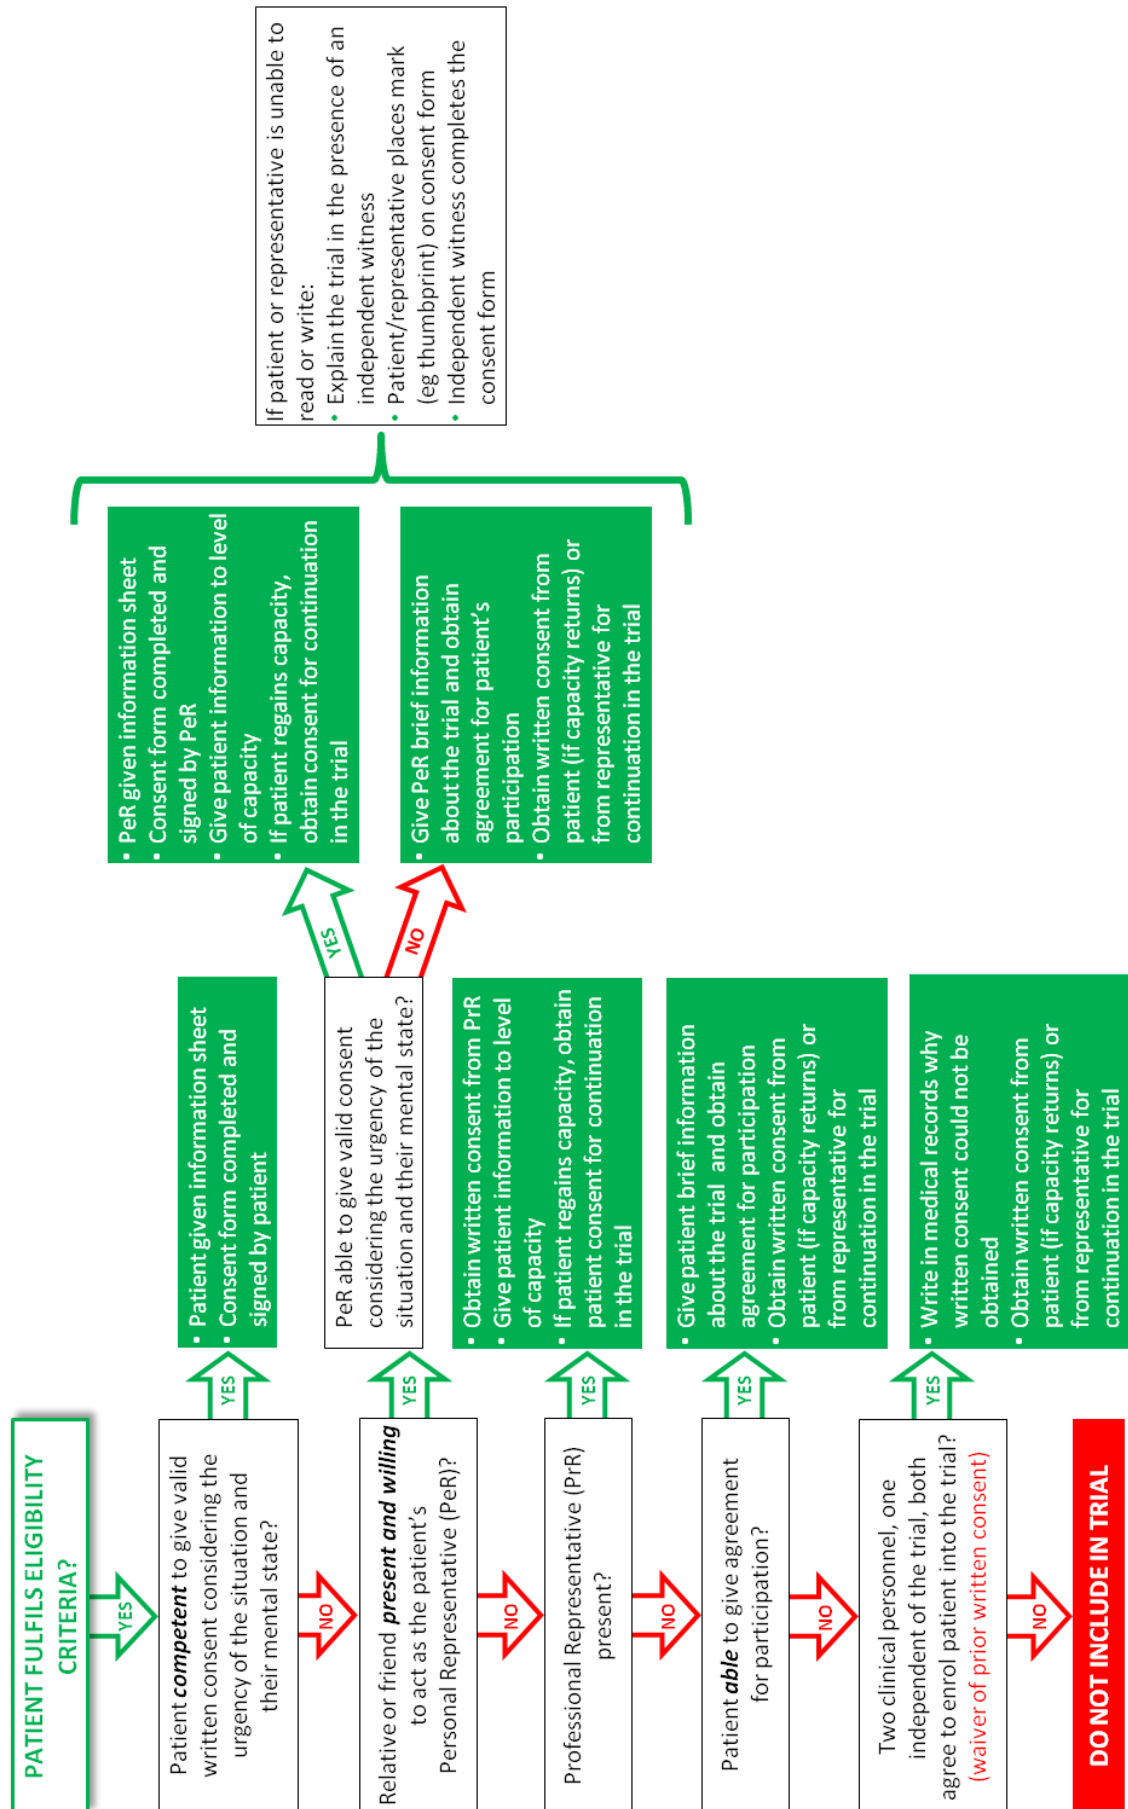 PATIENT FULFILS ELIGIBILITY
CRITERIA?
YES
Patient competent to give valid
written consent considering the
urgency of the situation and
their mental state?
YES
• Patient given information sheet
• Consent form completed and
signed by patient
NO
Relative or friend present and willing
to act as the patient’s
Personal Representative (PeR)?
YES
PeR able to give valid consent
considering the urgency of the
situation and their mental state?
YES
• PeR given information sheet
• Consent form completed and
signed by PeR
• Give patient information to level
of capacity
• If patient regains capacity,
obtain consent for continuation
in the trial
NO
• Give PeR brief information
about the trial and obtain
agreement for patient’s
participation
• Obtain written consent from
patient (if capacity returns) or
from representative for
continuation in the trial
If patient or representative is unable to
read or write:
• Explain the trial in the presence of an
independent witness
• Patient/representative places mark
(eg thumbprint) on consent form
• Independent witness completes the
consent form
NO
Professional Representative (PrR)
present?
YES
• Obtain written consent from PrR
• Give patient information to level
of capacity
• If patient regains capacity, obtain
patient consent for continuation
in the trial
NO
Patient able to give agreement
for participation?
YES
• Give patient brief information
about the trial and obtain
agreement for participation
• Obtain written consent from
patient (if capacity returns) or
from representative for
continuation in the trial
NO
Two clinical personnel, one
independent of the trial, both
agree to enrol patient into the trial?
(waiver of prior written consent)
YES
• Write in medical records why
written consent could not be
obtained
• Obtain written consent from
patient (if capacity returns) or
from representative for
continuation in the trial
NO
DO NOT INCLUDE IN TRIAL